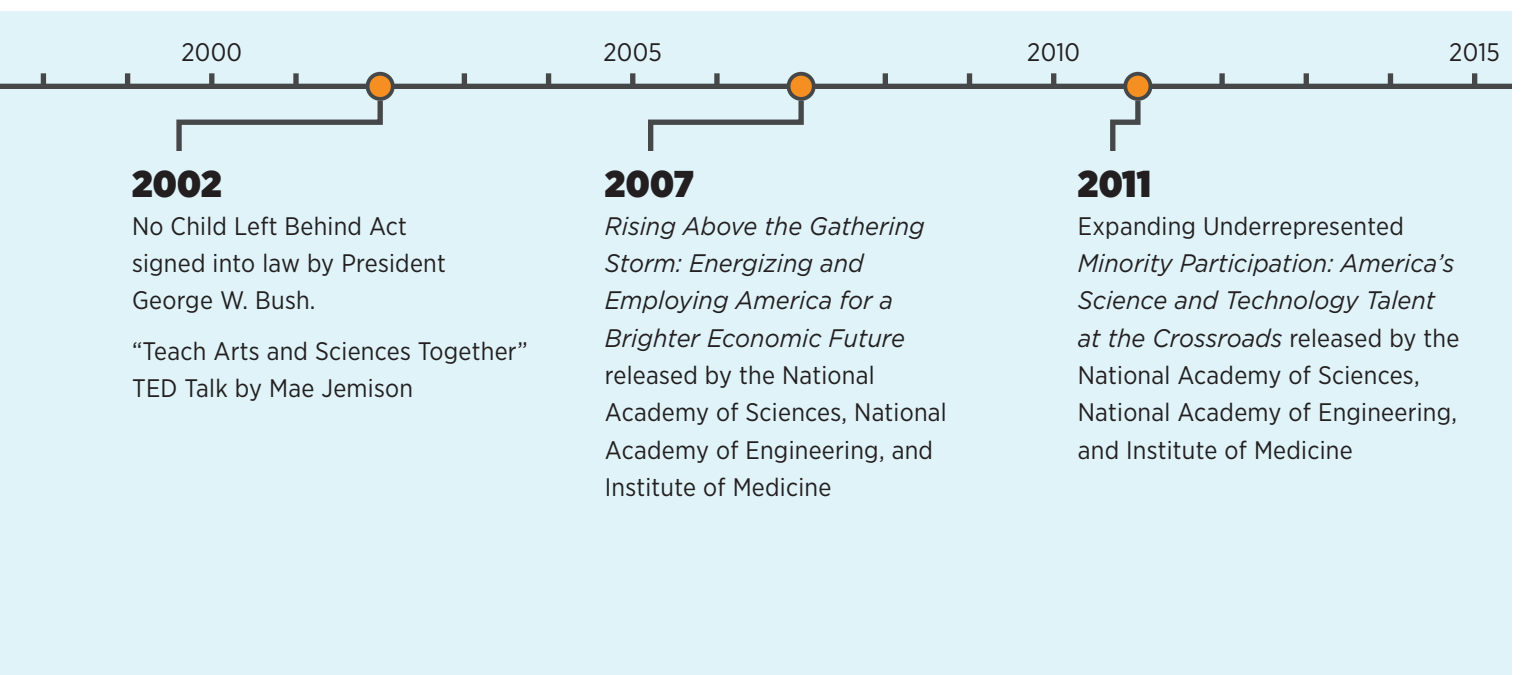 2000
2005
2010
2015
2002
No Child Left Behind Act
signed into law by President
George W. Bush.
“Teach Arts and Sciences Together”
TED Talk by Mae Jemison
2007
Rising Above the Gathering
Storm: Energizing and
Employing America for a
Brighter Economic Future
released by the National
Academy of Sciences, National
Academy of Engineering, and
Institute of Medicine
2011
Expanding Underrepresented
Minority Participation: America’s
Science and Technology Talent
at the Crossroads released by the
National Academy of Sciences,
National Academy of Engineering,
and Institute of Medicine